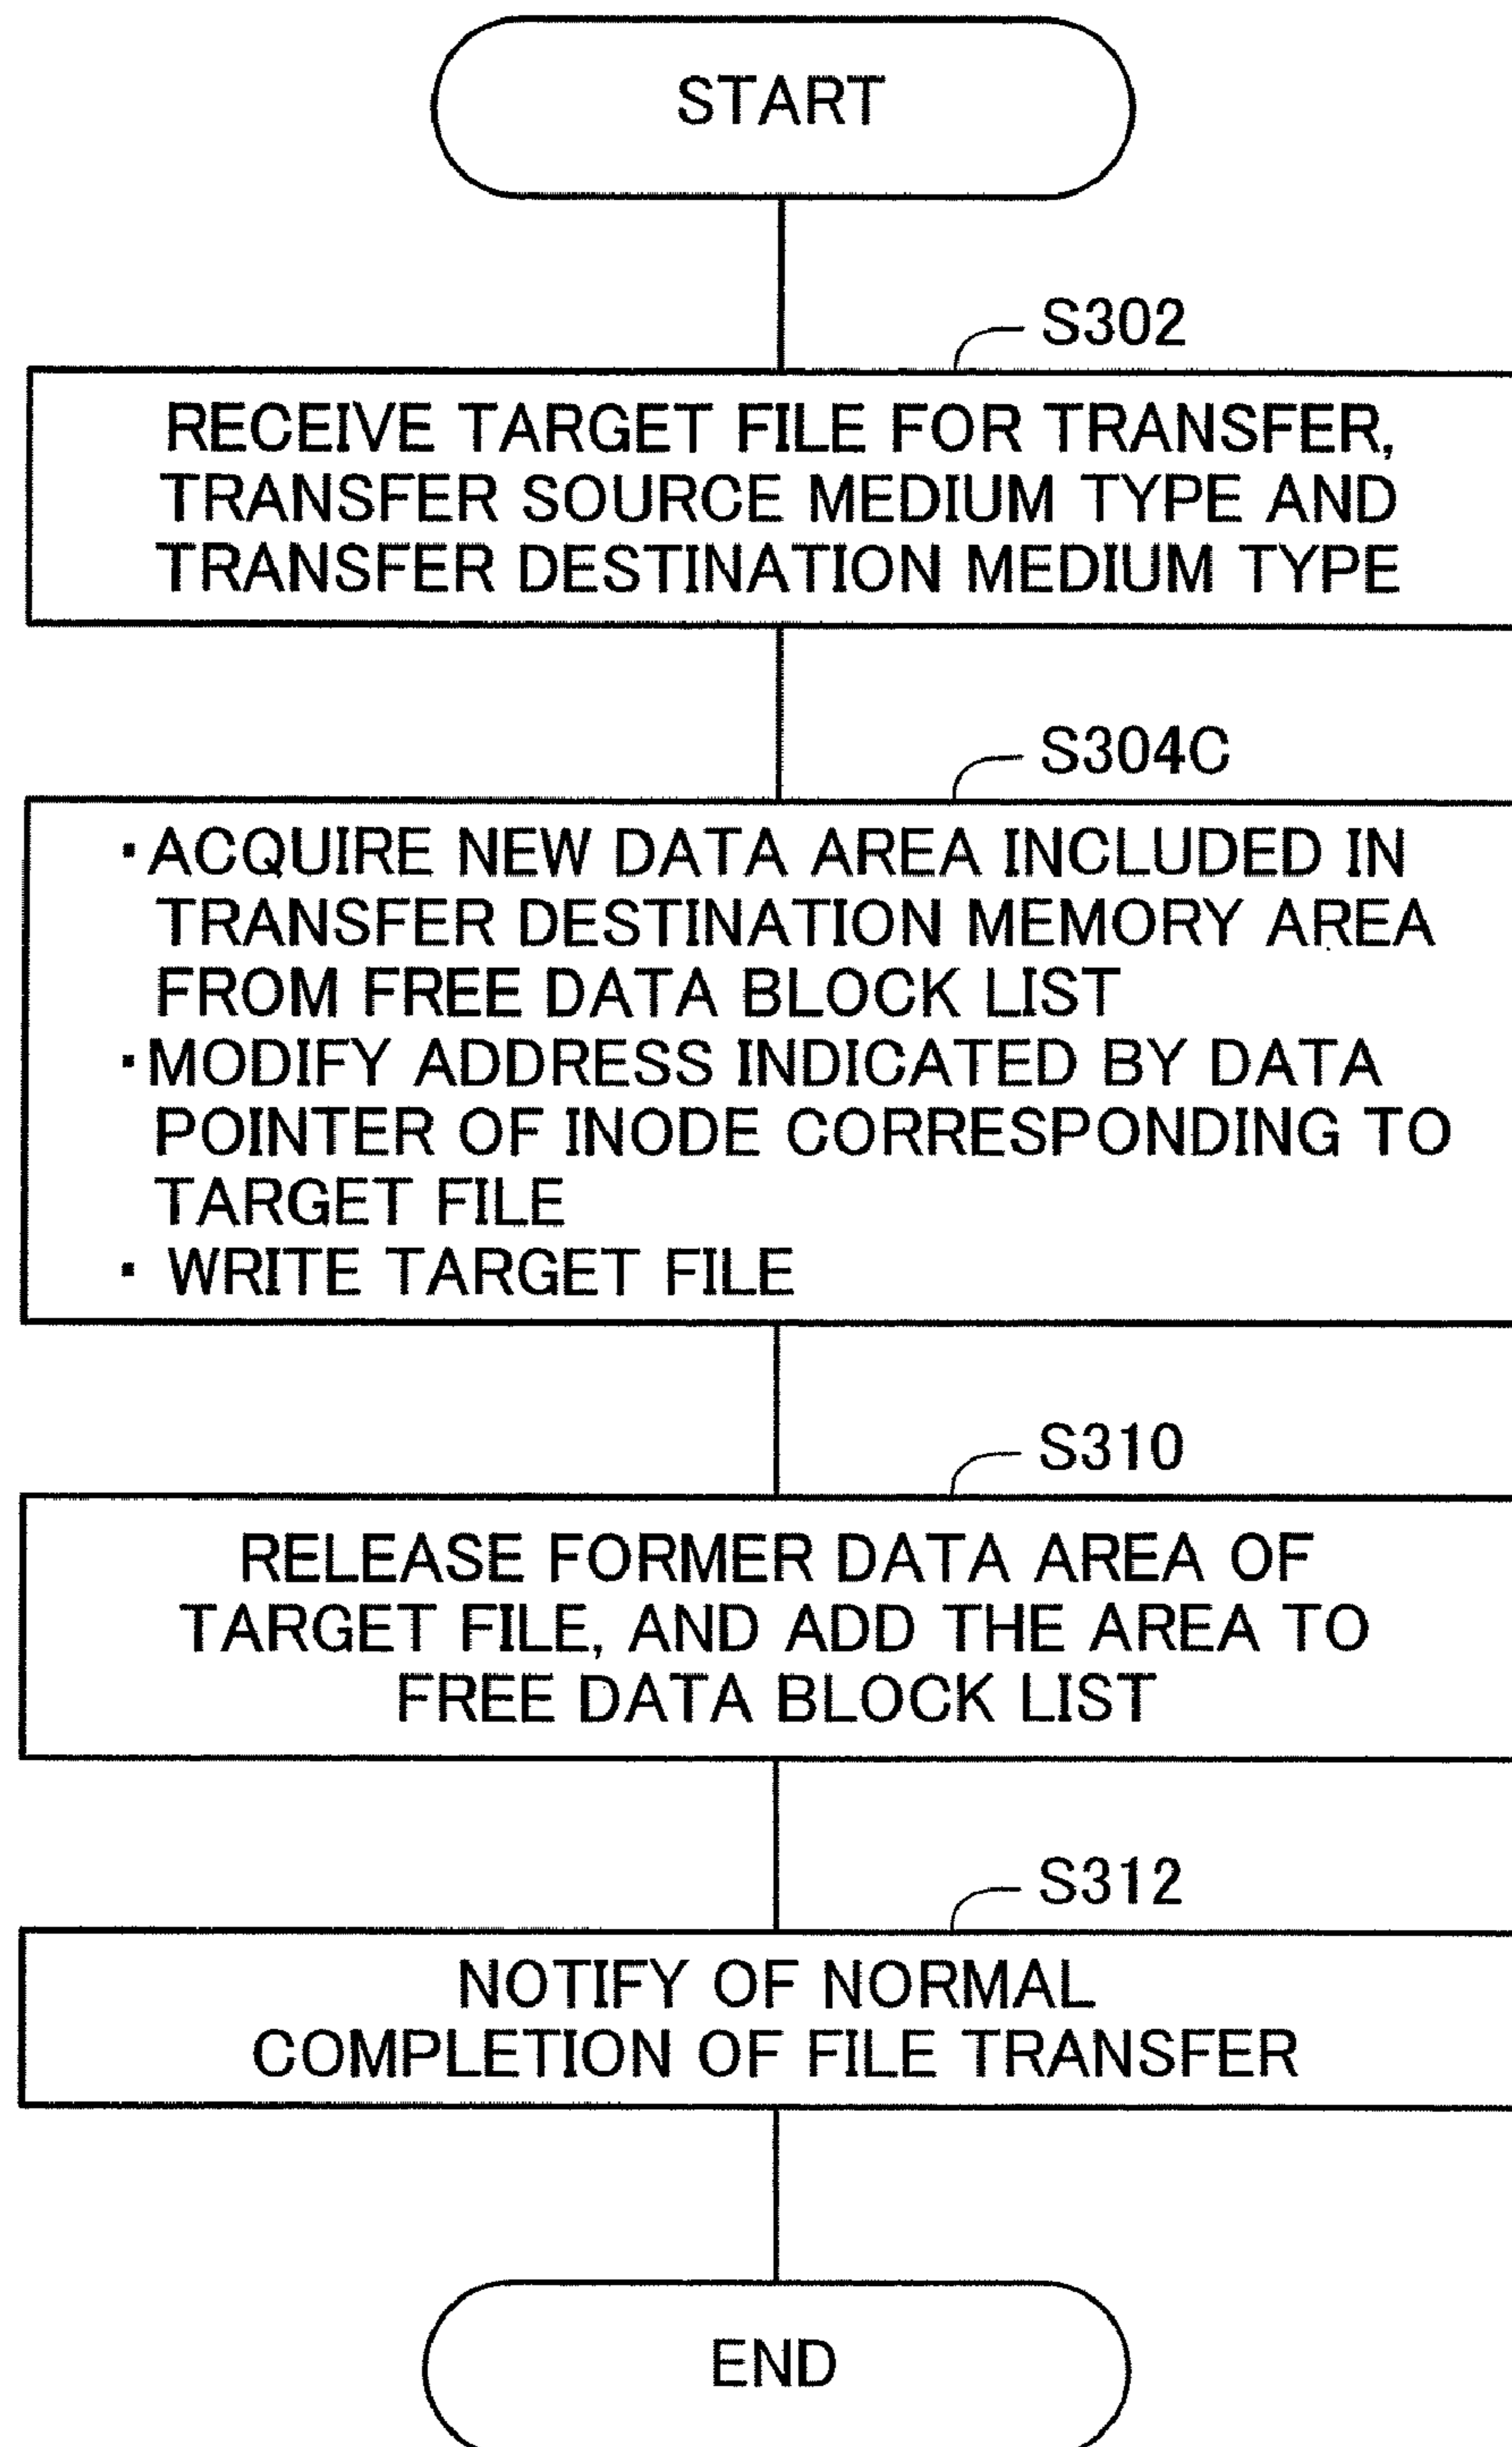 START
S302
RECEIVE TARGET FILE FOR TRANSFER,
TRANSFER SOURCE MEDIUM TYPE AND
TRANSFER DESTINATION MEDIUM TYPE
S304C
・ACQUIRE NEW DATA AREA INCLUDED IN
TRANSFER DESTINATION MEMORY AREA
FROM FREE DATA BLOCK LIST
・MODIFY ADDRESS INDICATED BY DATA
POINTER OF INODE CORRESPONDING TO
TARGET FILE
・ WRITE TARGET FILE
S310
RELEASE FORMER DATA AREA OF
TARGET FILE, AND ADD THE AREA TO
FREE DATA BLOCK LIST
S312
NOTIFY OF NORMAL
COMPLETION OF FILE TRANSFER
END